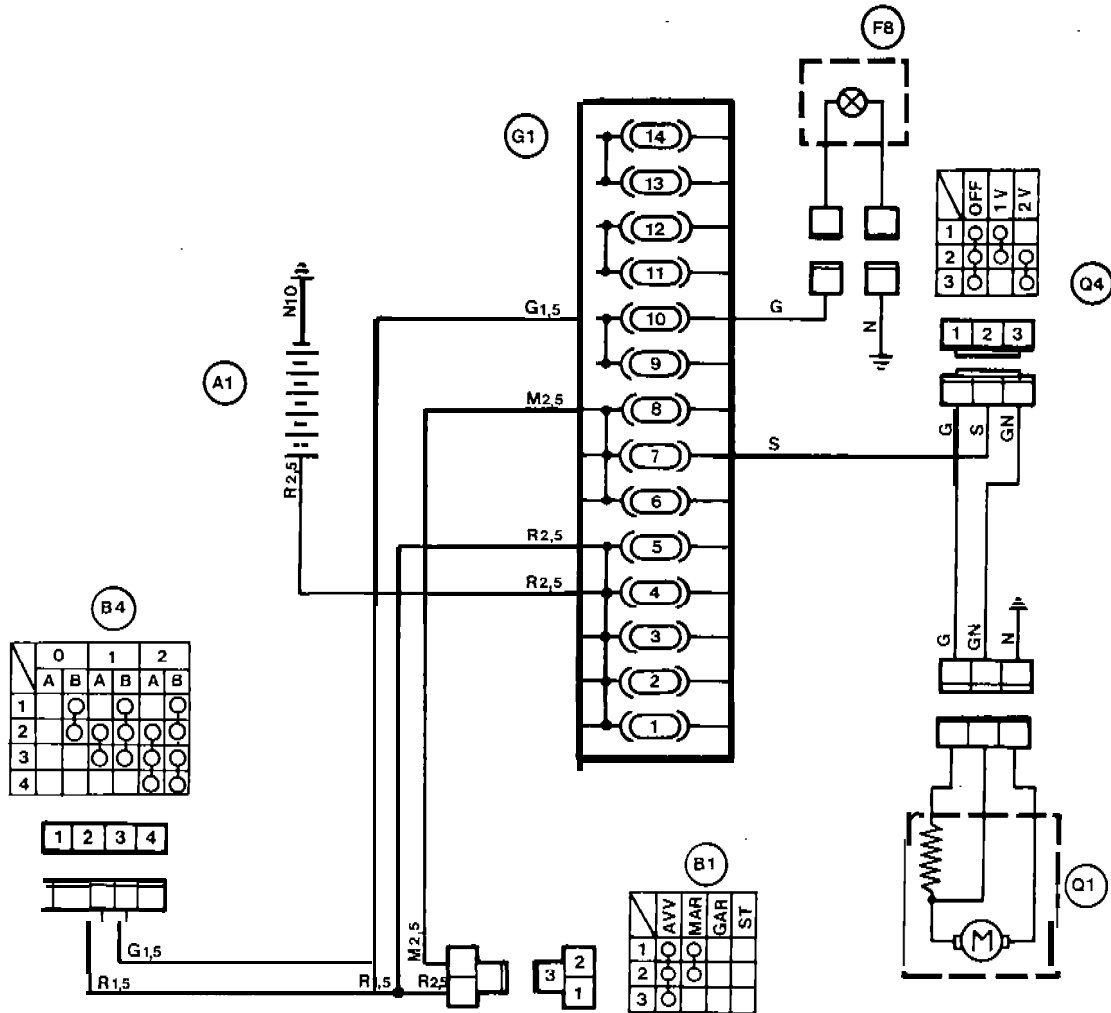 F8
G1
14
13
12
11
10
9
8
7
6
5
4
3
2
1
G1,5
M2,5
R2,5
R2,5
G
N
S
A1
N10
R2,5
OFF 1V 2V
1
2
3
Q4
1 2 3
G S GN
G GN N
Q1
M
B4
0 1 2
A B A B A B
1
2
3
4
1 2 3 4
G1,5
R1,5
R1,5
R2,5
M2,5
2
3
1
B1
AVV MAR GAR ST
1
2
3